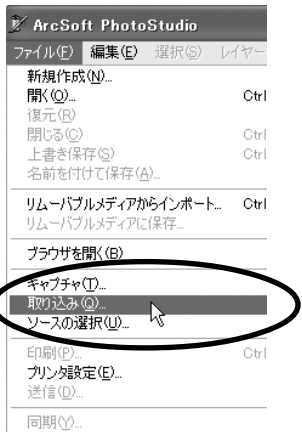 ArcSoft PhotoStudio
ファイル(F) 編集(E) 選択(S) レイヤー
新規作成(N)...
開く(O)... Ctrl
復元(R)
閉じる(C) Ctrl
上書き保存(S) Ctrl
名前を付けて保存(A)...
リムーバブルメディアからインポート... Ctrl
リムーバブルメディアに保存...
ブラウザを開く(B)
キャプチャ(T)...
取り込み(Q)...
ソースの選択(U)...
印刷(P)... Ctrl
プリンタ設定(E)...
送信(D)...
同期(Y)...